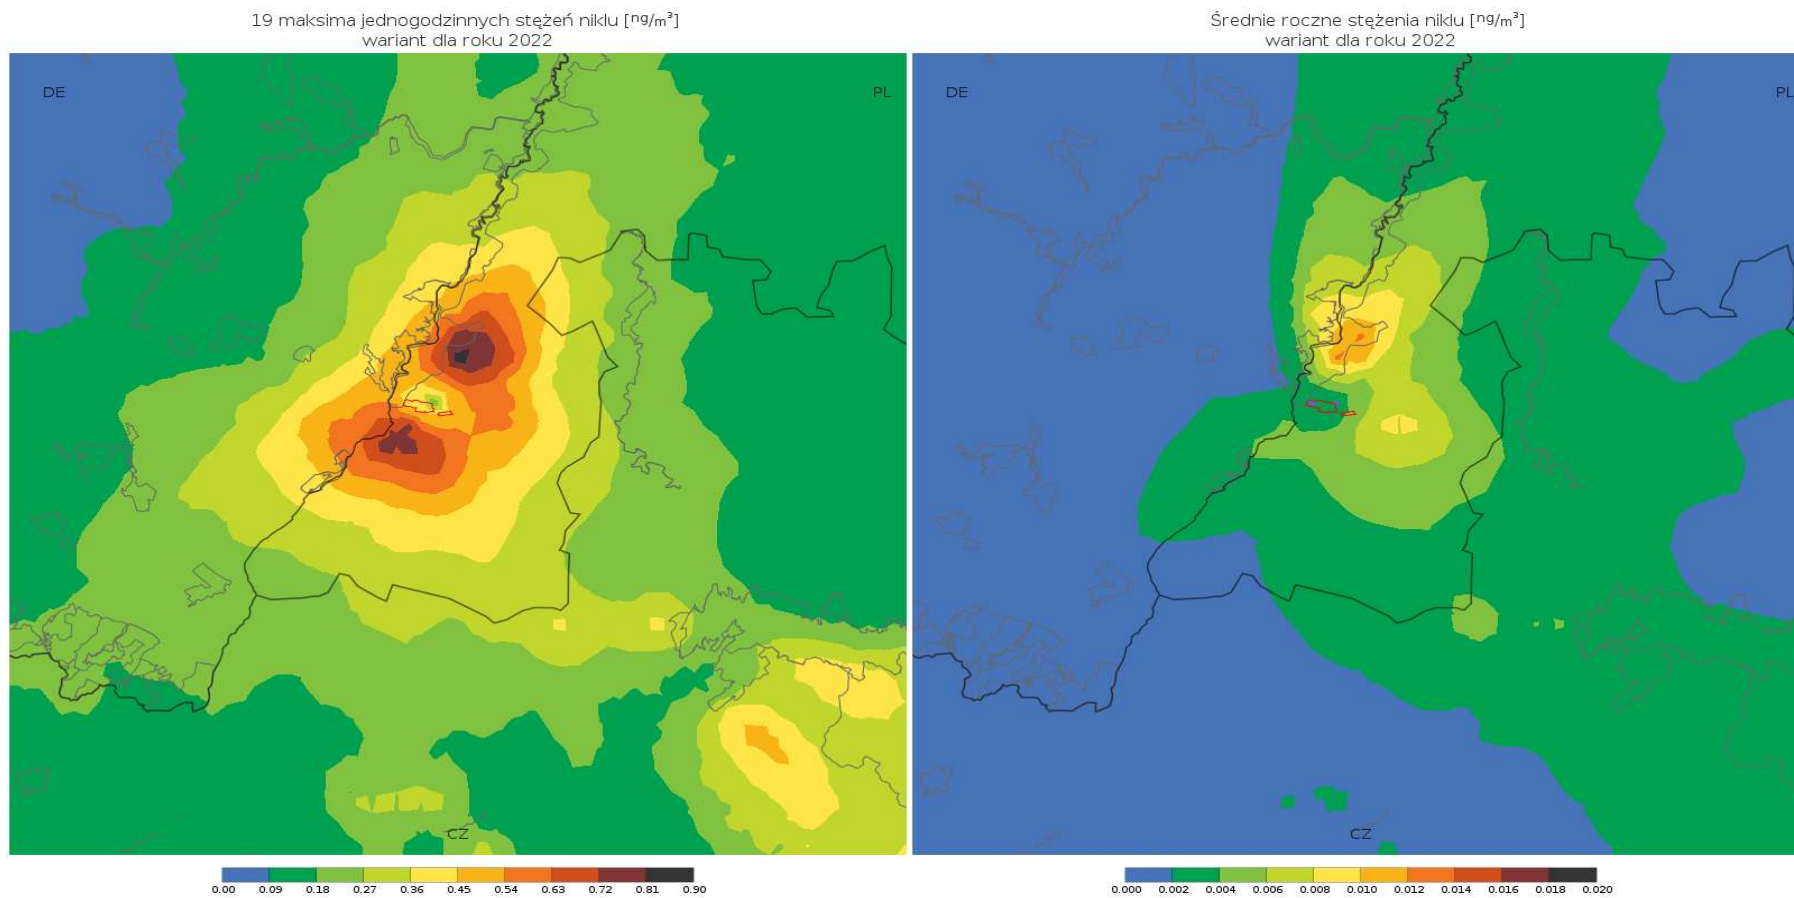 19 maksima jednogodzinnych stężeń niklu [ng/m³]
wariant dla roku 2022
DE
PL
CZ
0.00 0.09 0.18 0.27 0.36 0.45 0.54 0.63 0.72 0.81 0.90
Średnie roczne stężenia niklu [ng/m³]
wariant dla roku 2022
DE
PL
CZ
0.000 0.002 0.004 0.006 0.008 0.010 0.012 0.014 0.016 0.018 0.020